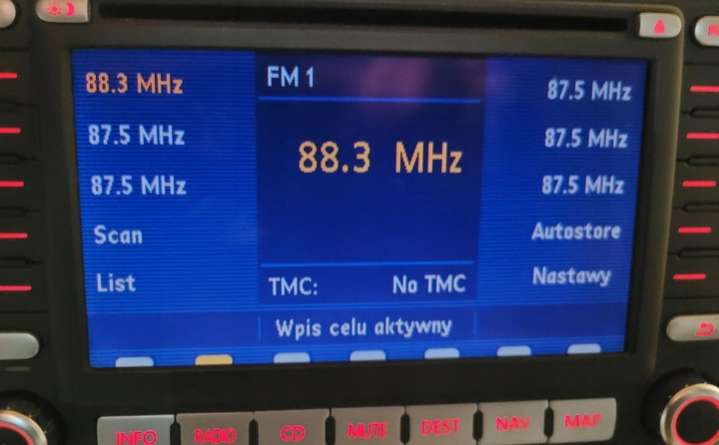 88.3 MHz
87.5 MHz
87.5 MHz
Scan
List
FM 1
88.3 MHz
TMC: No TMC
87.5 MHz
87.5 MHz
87.5 MHz
Autostore
Nastawy
Wpis celu aktywny
INFO RADIO CD MUTE DEST NAV MAP